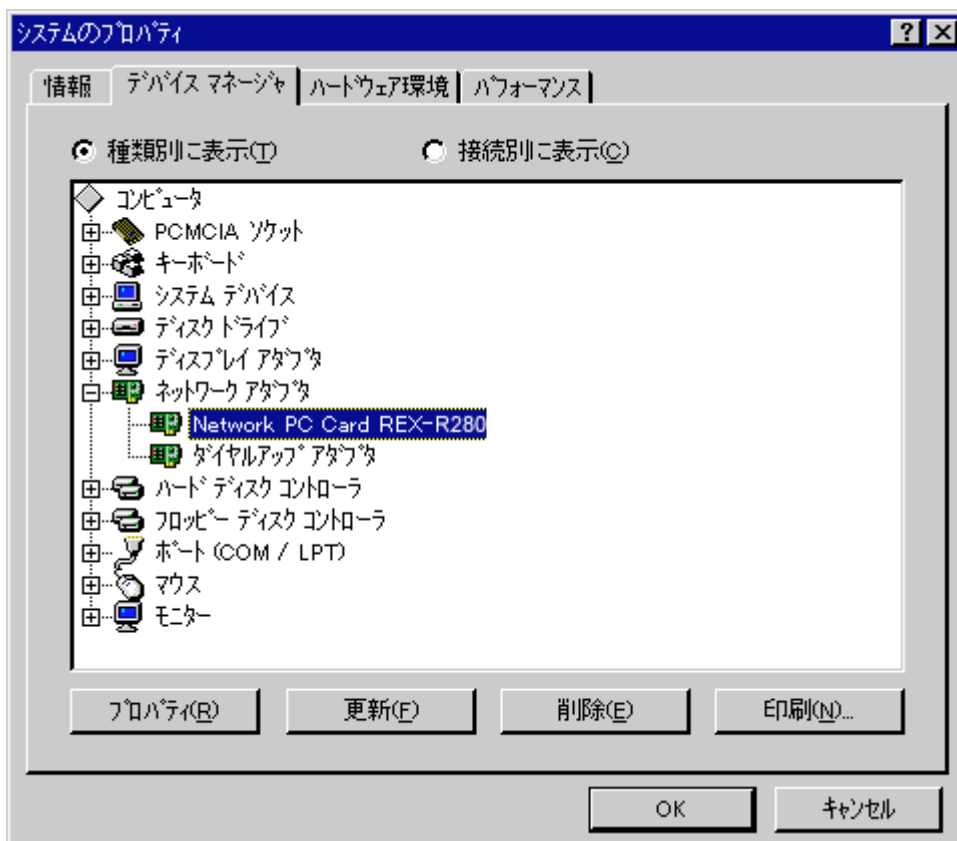 システムのプロパティ
情報 デバイス マネージャ ハードウェア環境 パフォーマンス
種類別に表示(T) 接続別に表示(C)
コンピュータ
PCMCIA ソケット
キーボード
システム デバイス
ディスク ドライブ
ディスプレイ アダプタ
ネットワーク アダプタ
Network PC Card REX-R280
ダイヤルアップ アダプタ
ハード ディスク コントローラ
フロッピー ディスク コントローラ
ポート (COM / LPT)
マウス
モニター
プロパティ(R) 更新(F) 削除(E) 印刷(N)...
OK キャンセル